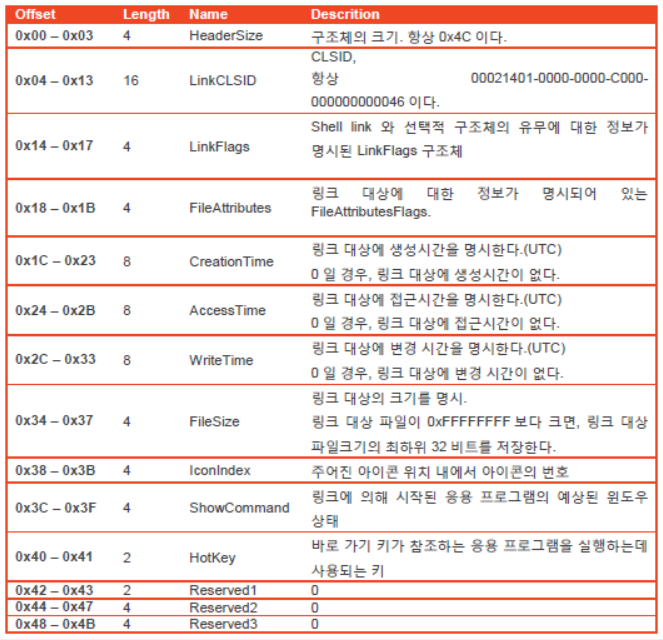 Offset Length Name Descrition
0x00 – 0x03 4 HeaderSize 구조체의 크기. 항상 0x4C 이다.
CLSID,
0x04 – 0x13 16 LinkCLSID 항상 00021401-0000-0000-C000-
000000000046 이다.
Shell link 와 선택적 구조체의 유무에 대한 정보가
0x14 – 0x17 4 LinkFlags 명시된 LinkFlags 구조체
0x18 – 0x1B 4 FileAttributes 링크 대상에 대한 정보가 명시되어 있는
FileAttributesFlags.
0x1C – 0x23 8 CreationTime 링크 대상에 생성시간을 명시한다.(UTC)
0 일 경우, 링크 대상에 생성시간이 없다.
0x24 – 0x2B 8 AccessTime 링크 대상에 접근시간을 명시한다.(UTC)
0 일 경우, 링크 대상에 접근시간이 없다.
0x2C – 0x33 8 WriteTime 링크 대상에 변경 시간을 명시한다.(UTC)
0 일 경우, 링크 대상에 변경 시간이 없다.
링크 대상의 크기를 명시.
0x34 – 0x37 4 FileSize 링크 대상 파일이 0xFFFFFFFF 보다 크면, 링크 대상
파일크기의 최하위 32 비트를 저장한다.
0x38 – 0x3B 4 IconIndex 주어진 아이콘 위치 내에서 아이콘의 번호
0x3C – 0x3F 4 ShowCommand 링크에 의해 시작된 응용 프로그램의 예상된 윈도우
상태
0x40 – 0x41 2 HotKey 바로 가기 키가 참조하는 응용 프로그램을 실행하는데
사용되는 키
0x42 – 0x43 2 Reserved1 0
0x44 – 0x47 4 Reserved2 0
0x48 – 0x4B 4 Reserved3 0